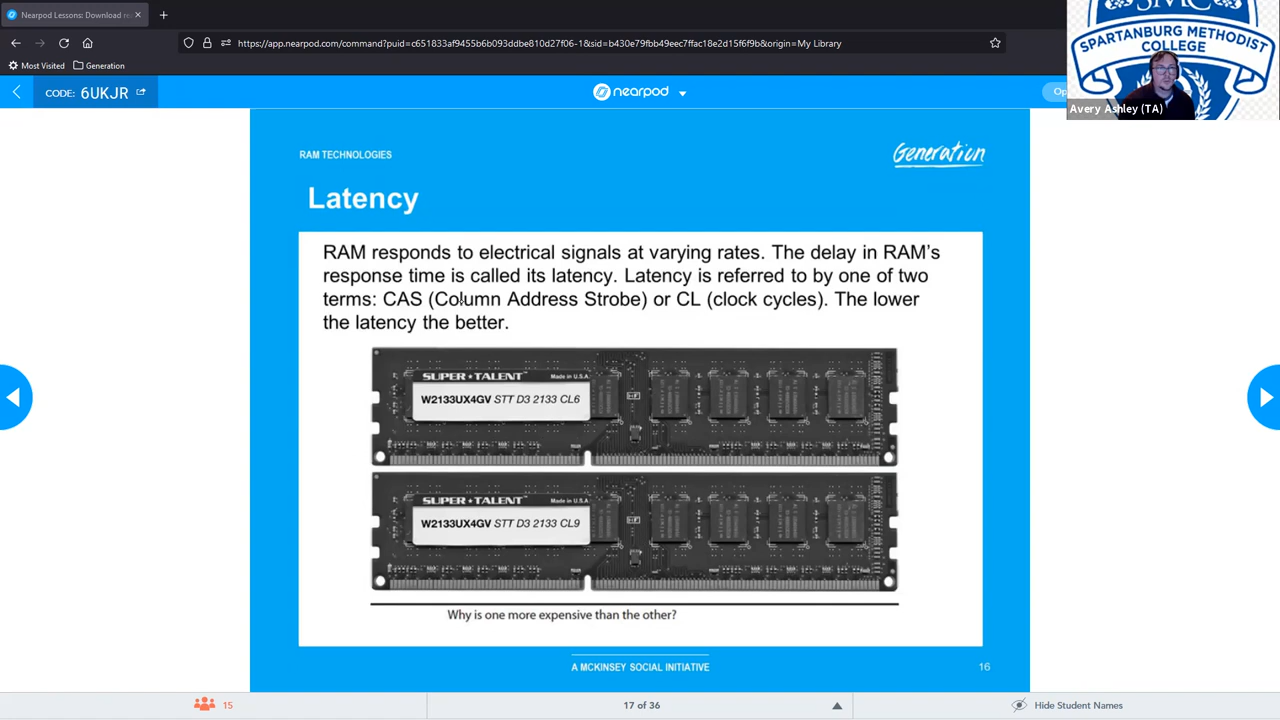 Nearpod Lessons: Download re
https://app.nearpod.com/command?puid=c651833af9455b6b093ddbe810d27f06-1&sid=b430e79fbb49eec7ffac18e2d15f6f9b&origin=My Library
Most Visited
Generation
SMC
SPARTANBURG METHODIST
COLLEGE
Avery Ashley (TA)
CODE: 6UKJR
nearpod
RAM TECHNOLOGIES
Generation
Latency
RAM responds to electrical signals at varying rates. The delay in RAM's
response time is called its latency. Latency is referred to by one of two
terms: CAS (Column Address Strobe) or CL (clock cycles). The lower
the latency the better.
SUPER★TALENT Made in U.S.A.
W2133UX4GV STT D3 2133 CL6
SUPER★TALENT Made in U.S.A.
W2133UX4GV STT D3 2133 CL9
Why is one more expensive than the other?
A MCKINSEY SOCIAL INITIATIVE
16
15
17 of 36
Hide Student Names